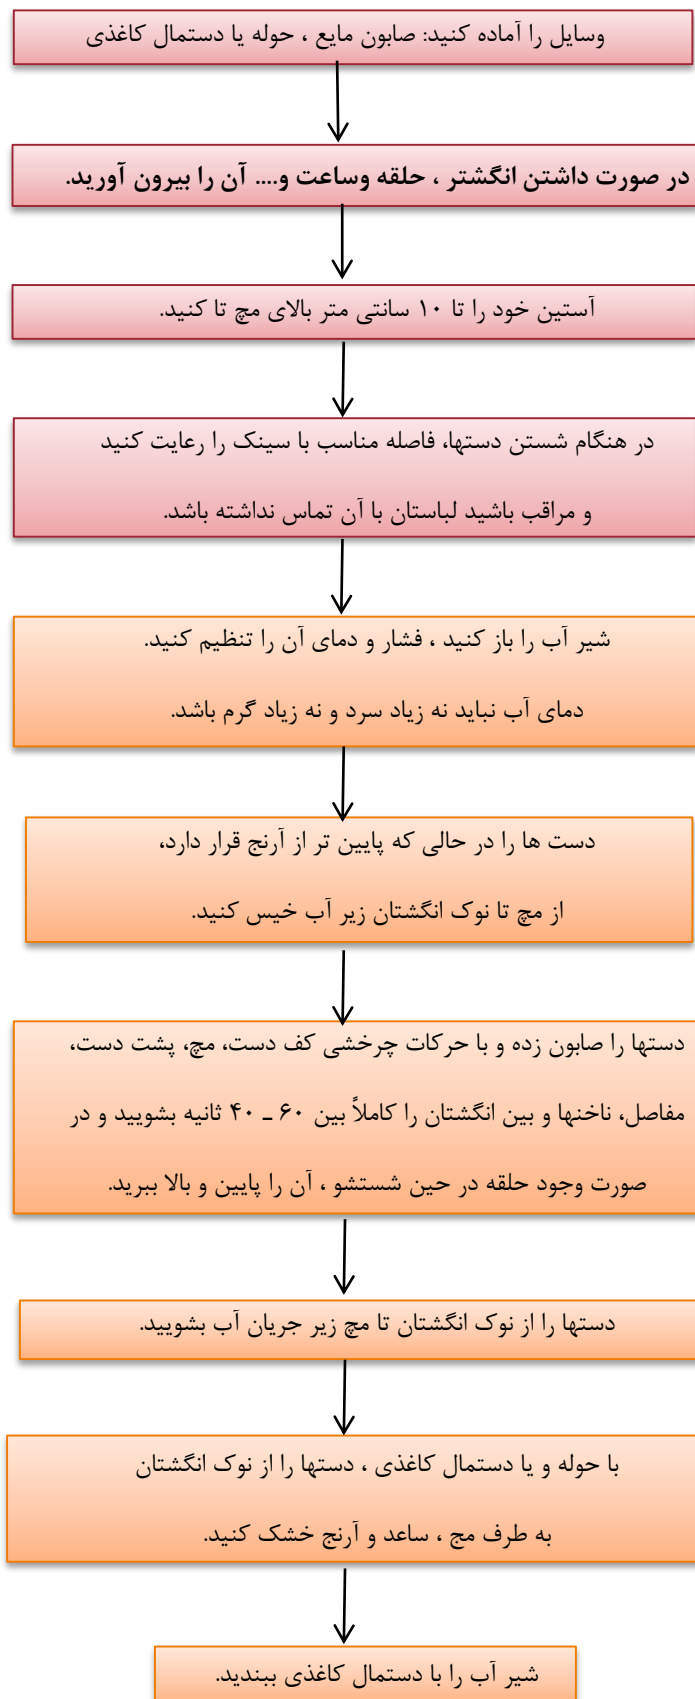 وسایل را آماده کنید: صابون مایع ، حوله یا دستمال کاغذی
در صورت داشتن انگشتر ، حلقه وساعت و.... آن را بیرون آورید.
آستین خود را تا ۱۰ سانتی متر بالای مچ تا کنید.
در هنگام شستن دستها، فاصله مناسب با سینک را رعایت کنید
و مراقب باشید لباستان با آن تماس نداشته باشد.
شیر آب را باز کنید ، فشار و دمای آن را تنظیم کنید.
دمای آب نباید نه زیاد سرد و نه زیاد گرم باشد.
دست ها را در حالی که پایین تر از آرنج قرار دارد،
از مچ تا نوک انگشتان زیر آب خیس کنید.
دستها را صابون زده و با حرکات چرخشی کف دست، مچ، پشت دست،
مفاصل، ناخنها و بین انگشتان را کاملاً بین ۶۰ ـ ۴۰ ثانیه بشویید و در
صورت وجود حلقه در حین شستشو ، آن را پایین و بالا ببرید.
دستها را از نوک انگشتان تا مچ زیر جریان آب بشویید.
با حوله و یا دستمال کاغذی ، دستها را از نوک انگشتان
به طرف مج ، ساعد و آرنج خشک کنید.
شیر آب را با دستمال کاغذی ببندید.